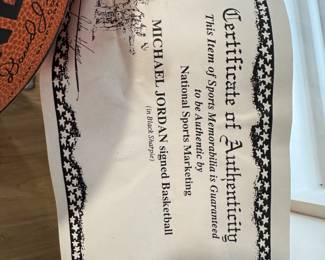 Certificate of Authenticity
This Item of Sports Memorabilia is Guaranteed
to be Authentic by
National Sports Marketing
MICHAEL JORDAN signed Basketball
(in Black Sharpie)